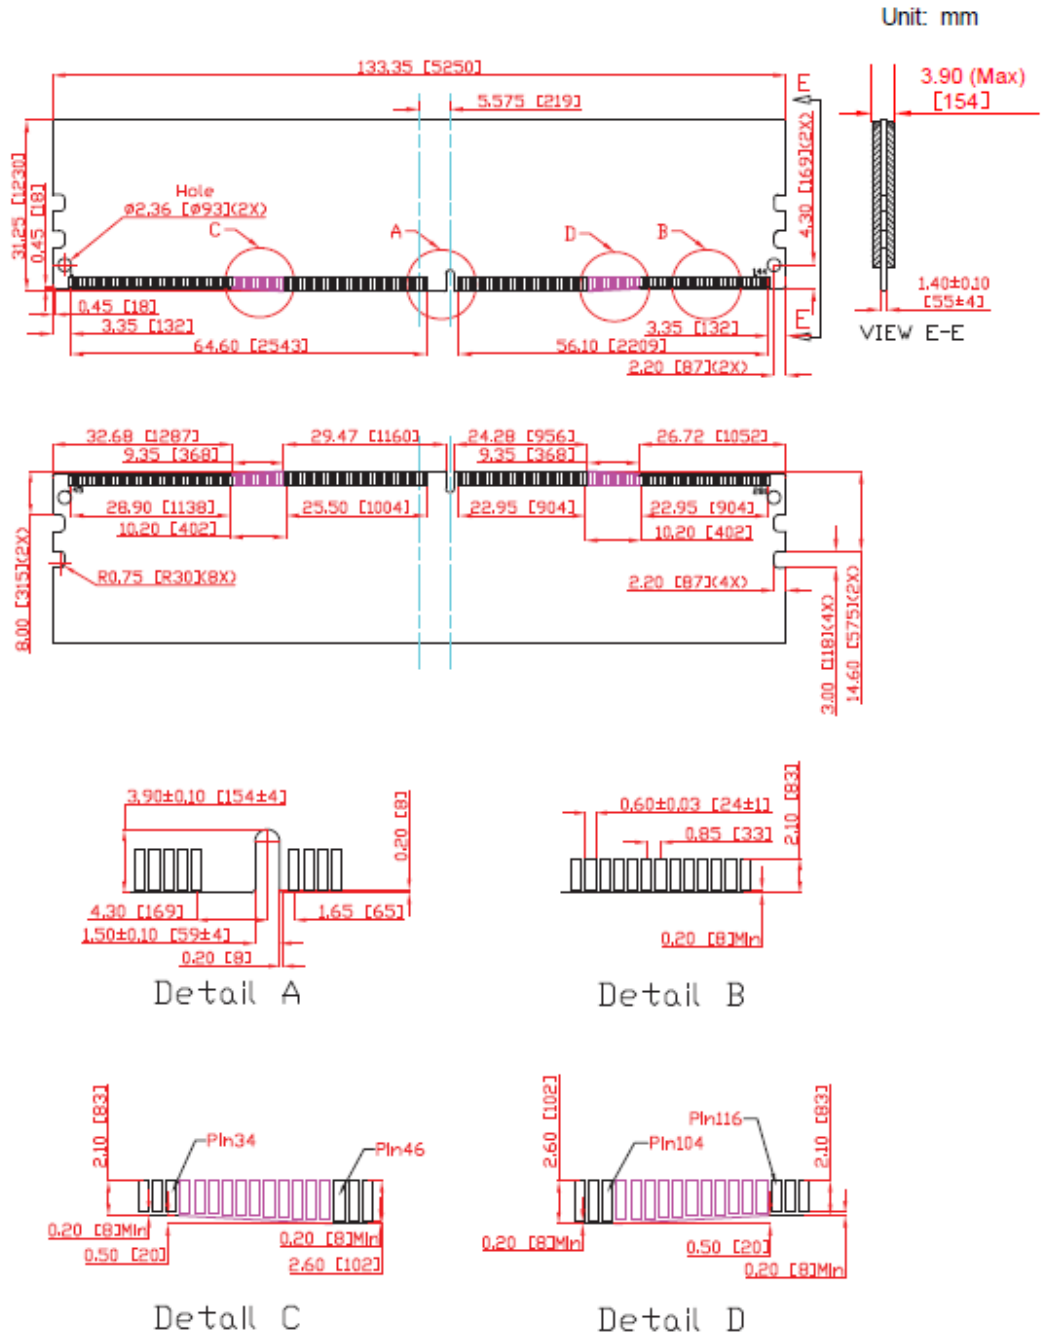 Unit: mm
133.35 [5250]
5.575 [219]
E
3.90 (Max)
[154]
31.25 [1230]
0.45 [18]
Hole
ø2.36 [ø93](2X)
C
A
D
B
4.30 [169](2X)
144
0.45 [18]
3.35 [132]
64.60 [2543]
3.35 [132]
56.10 [2209]
2.20 [87](2X)
E
1.40±0.10
[55±4]
VIEW E-E
32.68 [1287]
29.47 [1160]
24.28 [956]
26.72 [1052]
9.35 [368]
9.35 [368]
28.90 [1138]
25.50 [1004]
22.95 [904]
22.95 [904]
10.20 [402]
10.20 [402]
8.00 [315](2X)
R0.75 [R30](8X)
2.20 [87](4X)
3.00 [118](4X)
14.60 [575](2X)
3.90±0.10 [154±4]
0.20 [8]
4.30 [169]
1.65 [65]
1.50±0.10 [59±4]
0.20 [8]
Detail A
0.60±0.03 [24±1]
0.85 [33]
2.10 [83]
0.20 [8]Min
Detail B
2.10 [83]
Pin34
Pin46
0.20 [8]Min
0.50 [20]
0.20 [8]Min
2.60 [102]
Detail C
2.60 [102]
Pin104
Pin116
2.10 [83]
0.20 [8]Min
0.50 [20]
0.20 [8]Min
Detail D